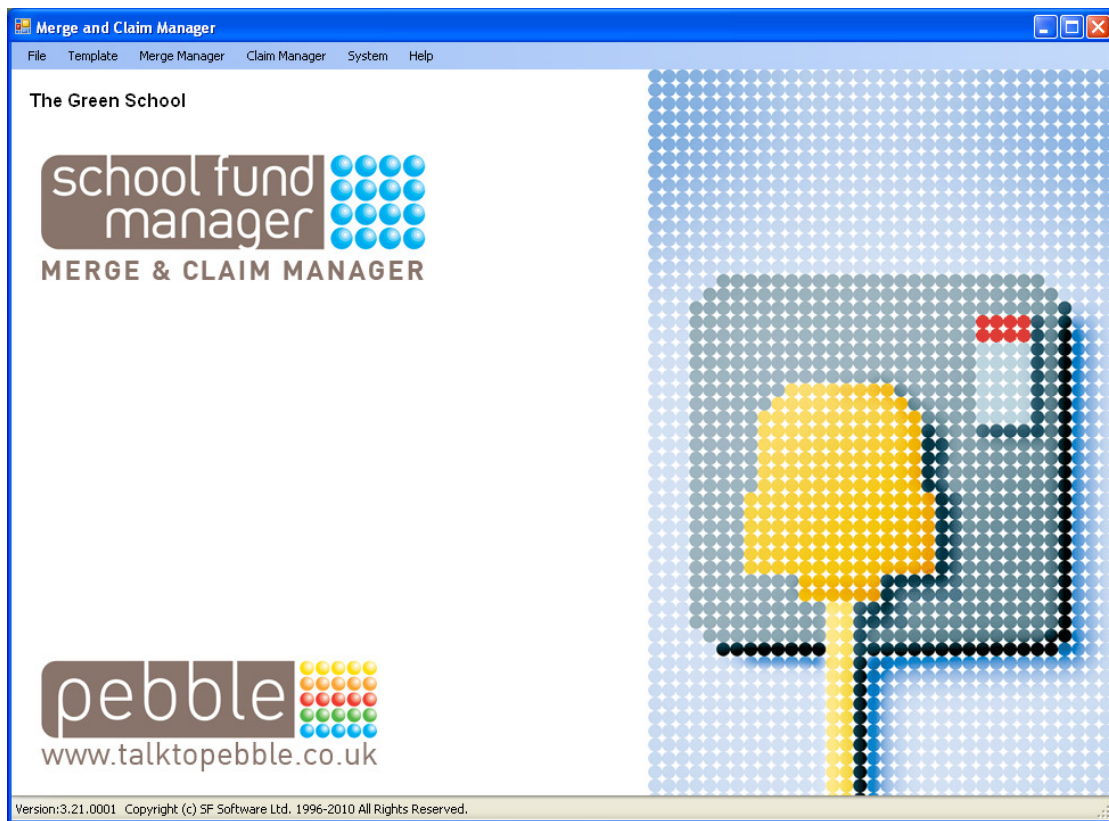 Merge and Claim Manager
File Template Merge Manager Claim Manager System Help
The Green School
school fund
manager
MERGE & CLAIM MANAGER
pebble
www.talktopebble.co.uk
Version:3.21.0001 Copyright (c) SF Software Ltd. 1996-2010 All Rights Reserved.